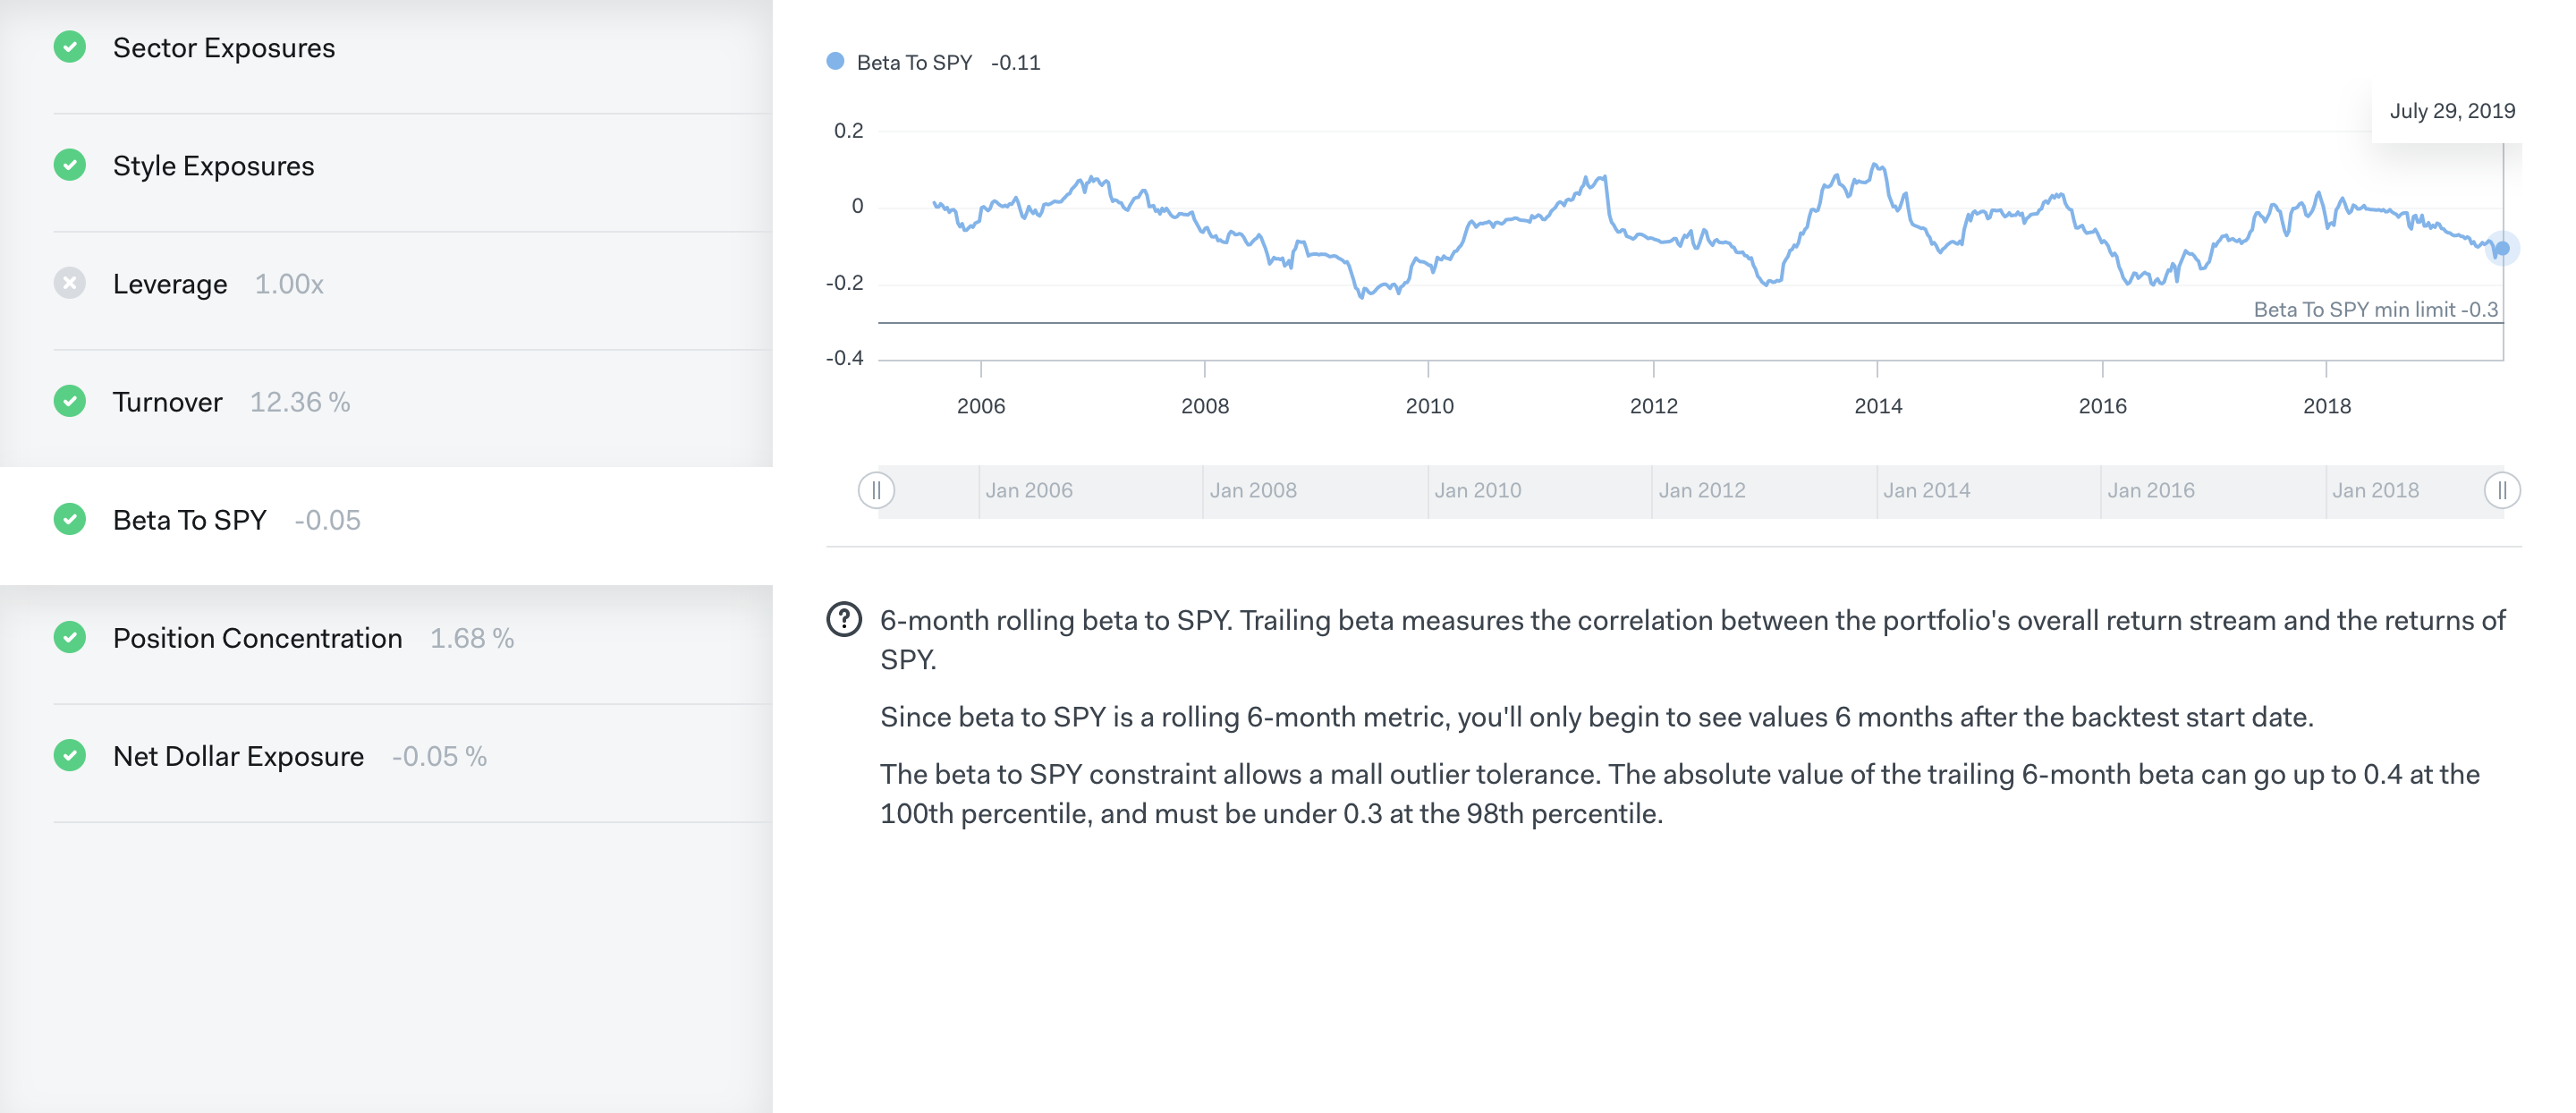 Sector Exposures
Style Exposures
Leverage 1.00x
Turnover 12.36 %
Beta To SPY -0.05
Position Concentration 1.68 %
Net Dollar Exposure -0.05 %
Beta To SPY -0.11
July 29, 2019
0.2
0
-0.2
Beta To SPY min limit -0.3
-0.4
2006 2008 2010 2012 2014 2016 2018
Jan 2006 Jan 2008 Jan 2010 Jan 2012 Jan 2014 Jan 2016 Jan 2018
6-month rolling beta to SPY. Trailing beta measures the correlation between the portfolio's overall return stream and the returns of
SPY.
Since beta to SPY is a rolling 6-month metric, you'll only begin to see values 6 months after the backtest start date.
The beta to SPY constraint allows a mall outlier tolerance. The absolute value of the trailing 6-month beta can go up to 0.4 at the
100th percentile, and must be under 0.3 at the 98th percentile.